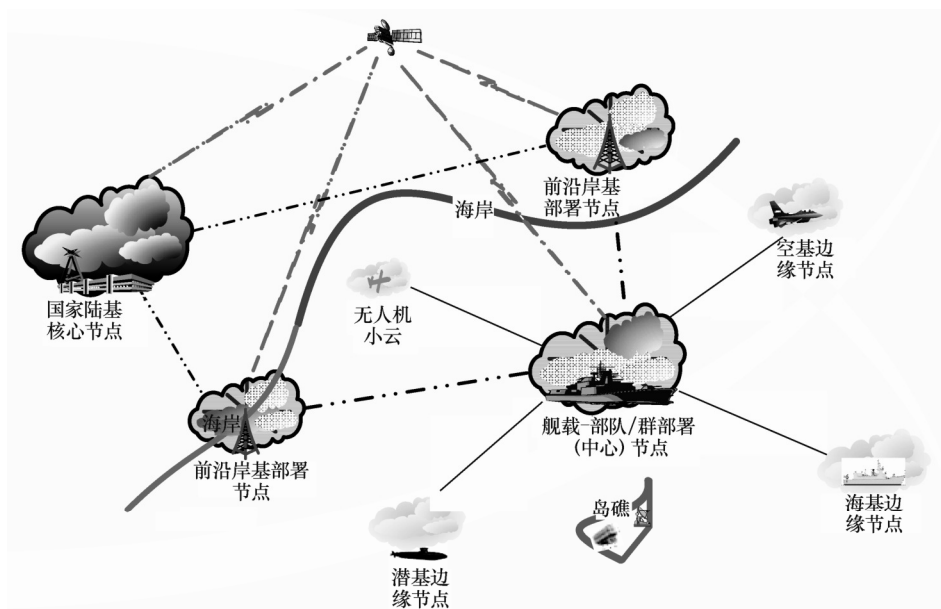 前沿岸基
部署节点
海岸
空基边
缘节点
国家陆基
核心节点
无人机
小云
海岸
前沿岸基部署
节点
舰载-部队/群部署
(中心) 节点
岛礁
海基边
缘节点
潜基边
缘节点